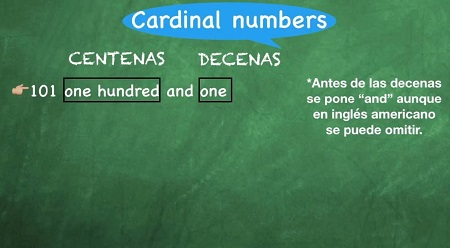 Cardinal numbers
CENTENAS DECENAS
101 one hundred and one
*Antes de las decenas
se pone “and” aunque
en inglés americano
se puede omitir.